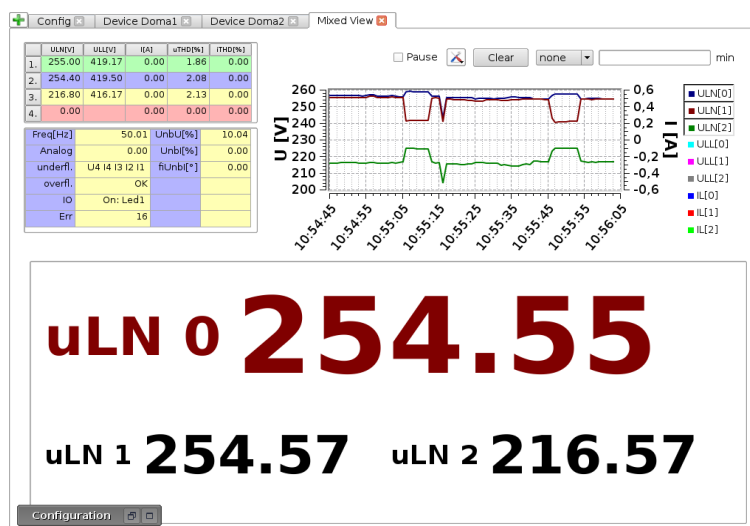 Config Device Doma1 Device Doma2 Mixed View
ULN[V] ULL[V] I[A] uTHD[%] iTHD[%]
1. 255.00 419.17 0.00 1.86 0.00
2. 254.40 419.50 0.00 2.08 0.00
3. 216.80 416.17 0.00 2.13 0.00
4. 0.00 0.00 0.00 0.00
Freq[Hz] 50.01 UnbU[%] 10.04
Analog 0.00 UnbI[%] 0.00
underfl. U4 I4 I3 I2 I1 fiUnbI[°] 0.00
overfl. OK
IO On: Led1
Err 16
Pause Clear none min
U [V]
260
250
240
230
220
210
200
0,6
0,4
0,2
0
-0,2
-0,4
-0,6
I [A]
10:54:45 10:54:55 10:55:05 10:55:15 10:55:25 10:55:35 10:55:45 10:55:55 10:56:05
ULN[0]
ULN[1]
ULN[2]
ULL[0]
ULL[1]
ULL[2]
IL[0]
IL[1]
IL[2]
uLN 0 254.55
uLN 1 254.57 uLN 2 216.57
Configuration